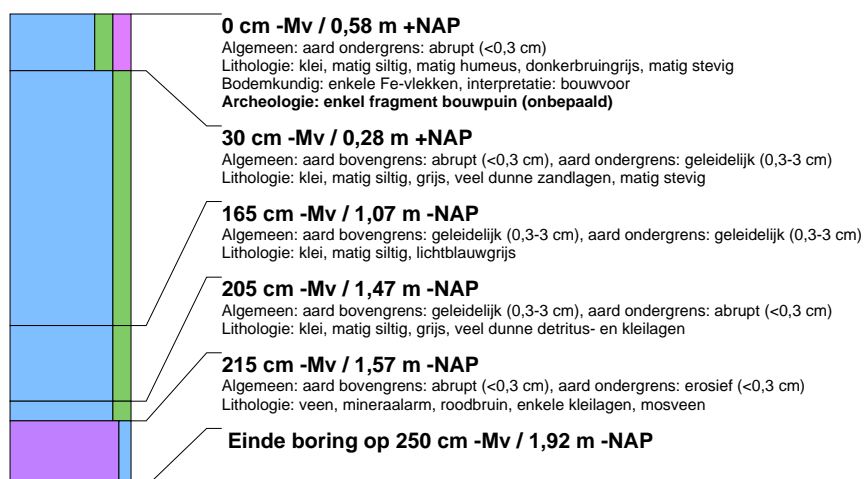 0 cm -Mv / 0,58 m +NAP
Algemeen: aard ondergrens: abrupt (<0,3 cm)
Lithologie: klei, matig siltig, matig humeus, donkerbruingrijs, matig stevig
Bodemkundig: enkele Fe-vlekken, interpretatie: bouwvoor
Archeologie: enkel fragment bouwpuin (onbepaald)
30 cm -Mv / 0,28 m +NAP
Algemeen: aard bovengrens: abrupt (<0,3 cm), aard ondergrens: geleidelijk (0,3-3 cm)
Lithologie: klei, matig siltig, grijs, veel dunne zandlagen, matig stevig
165 cm -Mv / 1,07 m -NAP
Algemeen: aard bovengrens: geleidelijk (0,3-3 cm), aard ondergrens: geleidelijk (0,3-3 cm)
Lithologie: klei, matig siltig, lichtblauwgrijs
205 cm -Mv / 1,47 m -NAP
Algemeen: aard bovengrens: geleidelijk (0,3-3 cm), aard ondergrens: abrupt (<0,3 cm)
Lithologie: klei, matig siltig, grijs, veel dunne detritus- en kleilagen
215 cm -Mv / 1,57 m -NAP
Algemeen: aard bovengrens: abrupt (<0,3 cm), aard ondergrens: erosief (<0,3 cm)
Lithologie: veen, mineraalarm, roodbruin, enkele kleilagen, mosveen
Einde boring op 250 cm -Mv / 1,92 m -NAP